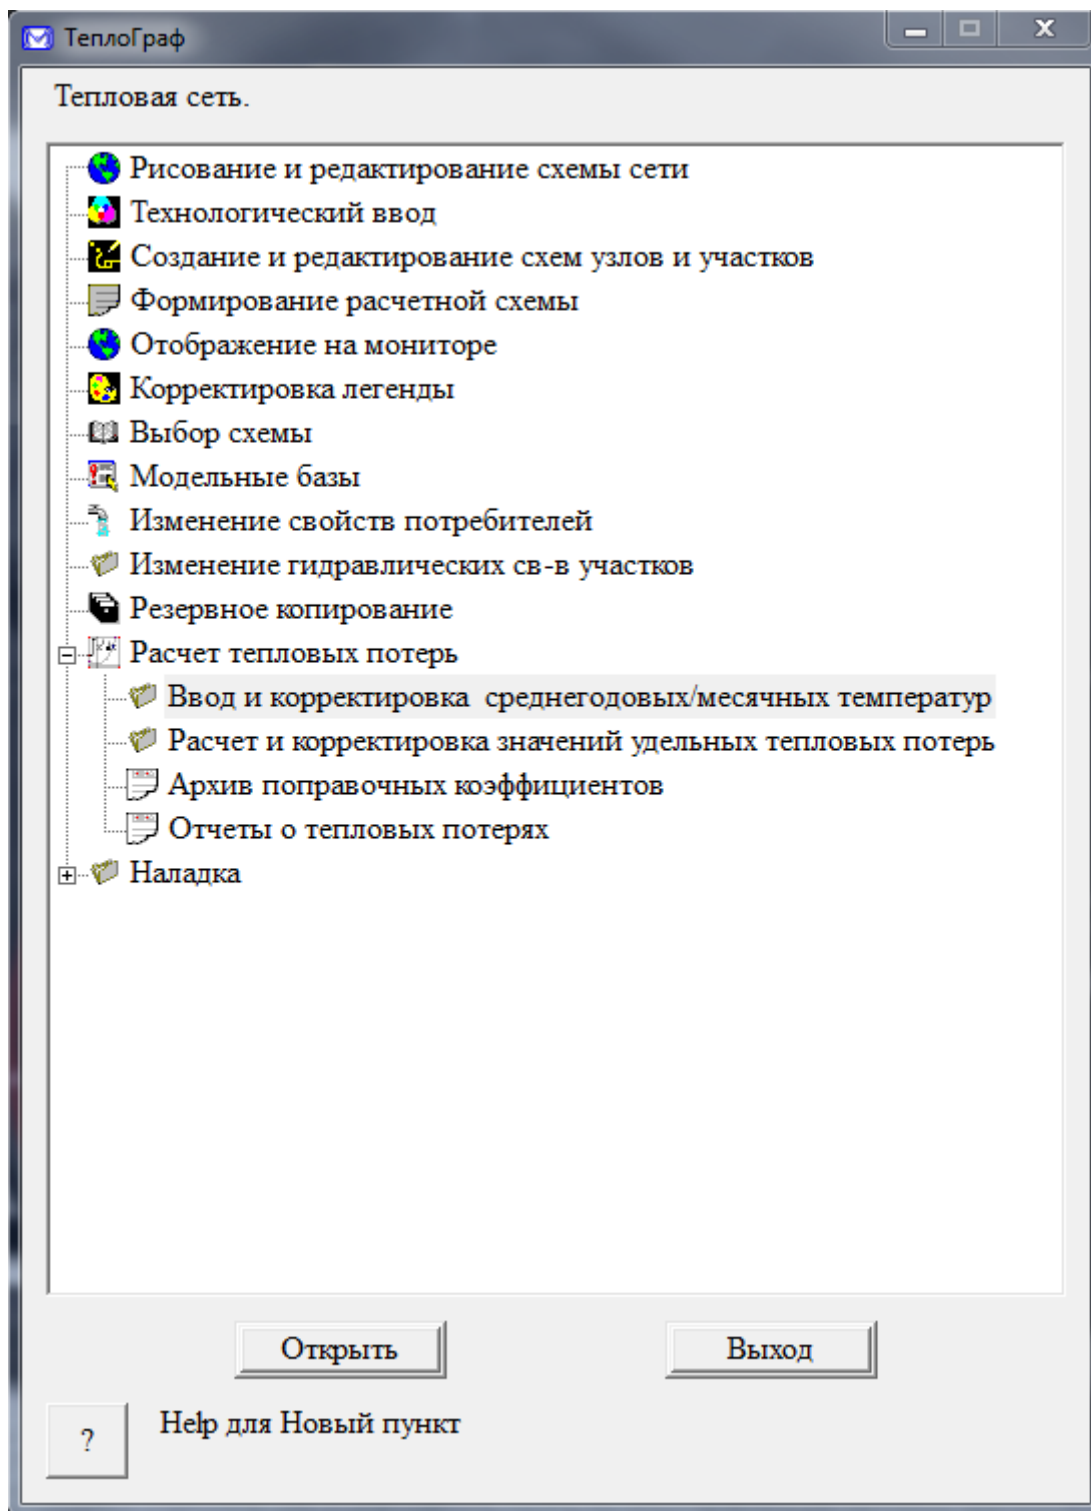 ТеплоГраф
Тепловая сеть.
Рисование и редактирование схемы сети
Технологический ввод
Создание и редактирование схем узлов и участков
Формирование расчетной схемы
Отображение на мониторе
Корректировка легенды
Выбор схемы
Модельные базы
Изменение свойств потребителей
Изменение гидравлических св-в участков
Резервное копирование
Расчет тепловых потерь
Ввод и корректировка  среднегодовых/месячных температур
Расчет и корректировка значений удельных тепловых потерь
Архив поправочных коэффициентов
Отчеты о тепловых потерях
Наладка
Открыть Выход
? Help для Новый пункт